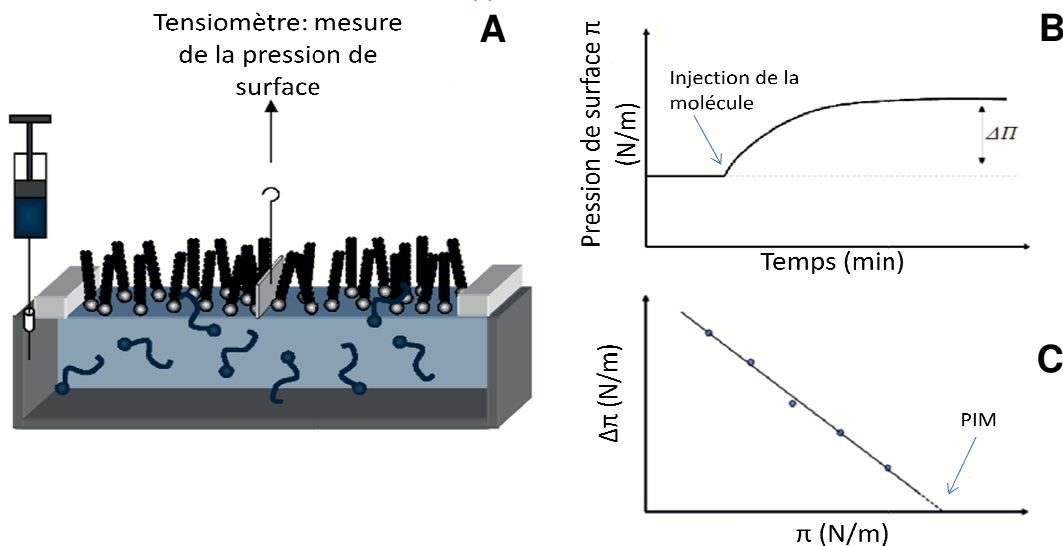 Tensiomètre: mesure
de la pression de
surface
A
B
Pression de surface π
(N/m)
Injection de la
molécule
ΔΠ
Temps (min)
C
Δπ (N/m)
PIM
π (N/m)